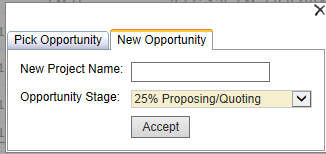 Pick Opportunity New Opportunity
New Project Name:
Opportunity Stage: 25% Proposing/Quoting
Accept